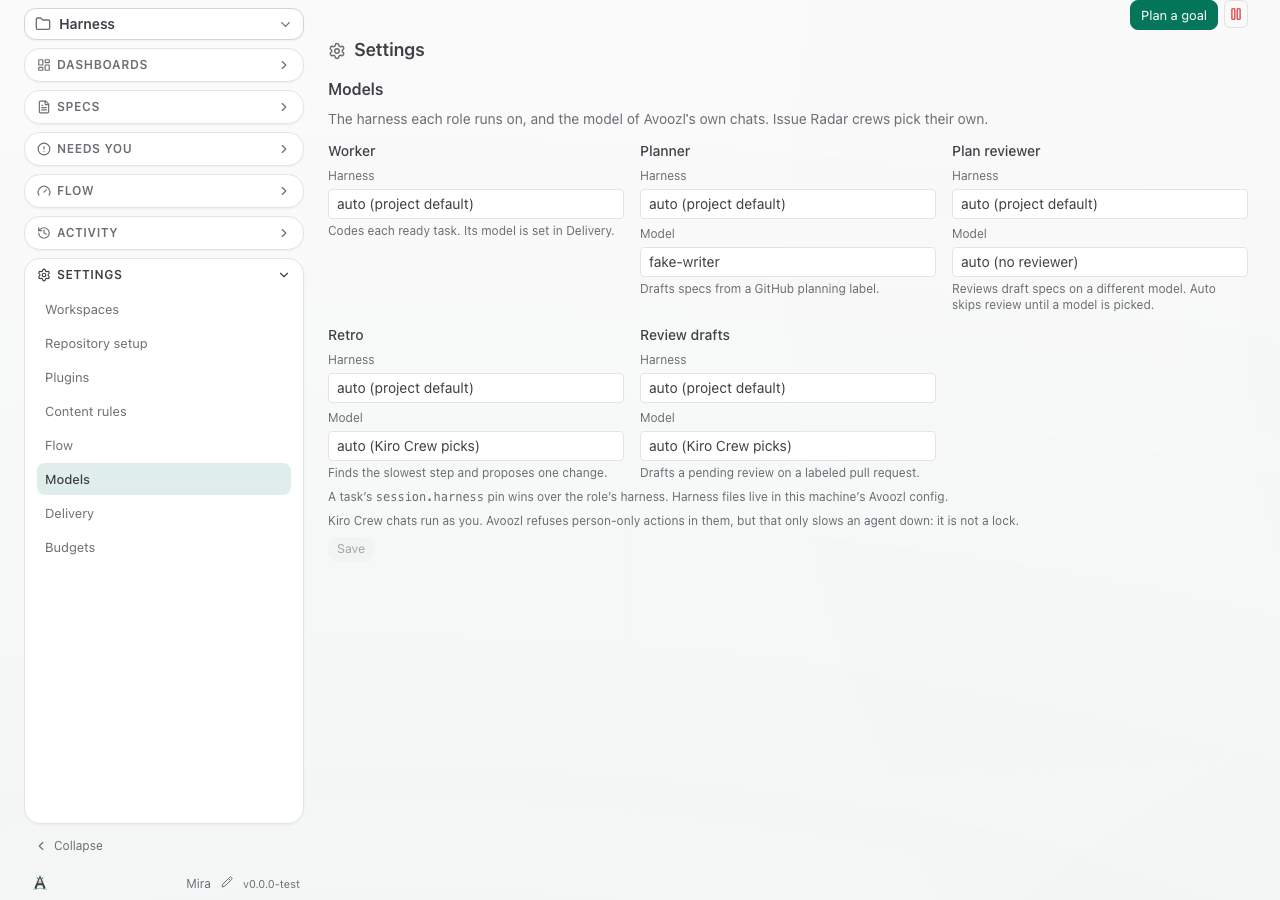 Harness
Plan a goal
DASHBOARDS
SPECS
NEEDS YOU
FLOW
ACTIVITY
SETTINGS
Workspaces
Repository setup
Plugins
Content rules
Flow
Models
Delivery
Budgets
Collapse
Mira
v0.0.0-test
Settings
Models
The harness each role runs on, and the model of Avoozl's own chats. Issue Radar crews pick their own.
Worker
Harness
auto (project default)
Codes each ready task. Its model is set in Delivery.
Planner
Harness
auto (project default)
Model
fake-writer
Drafts specs from a GitHub planning label.
Plan reviewer
Harness
auto (project default)
Model
auto (no reviewer)
Reviews draft specs on a different model. Auto
skips review until a model is picked.
Retro
Harness
auto (project default)
Model
auto (Kiro Crew picks)
Finds the slowest step and proposes one change.
Review drafts
Harness
auto (project default)
Model
auto (Kiro Crew picks)
Drafts a pending review on a labeled pull request.
A task's session.harness pin wins over the role's harness. Harness files live in this machine's Avoozl config.
Kiro Crew chats run as you. Avoozl refuses person-only actions in them, but that only slows an agent down: it is not a lock.
Save